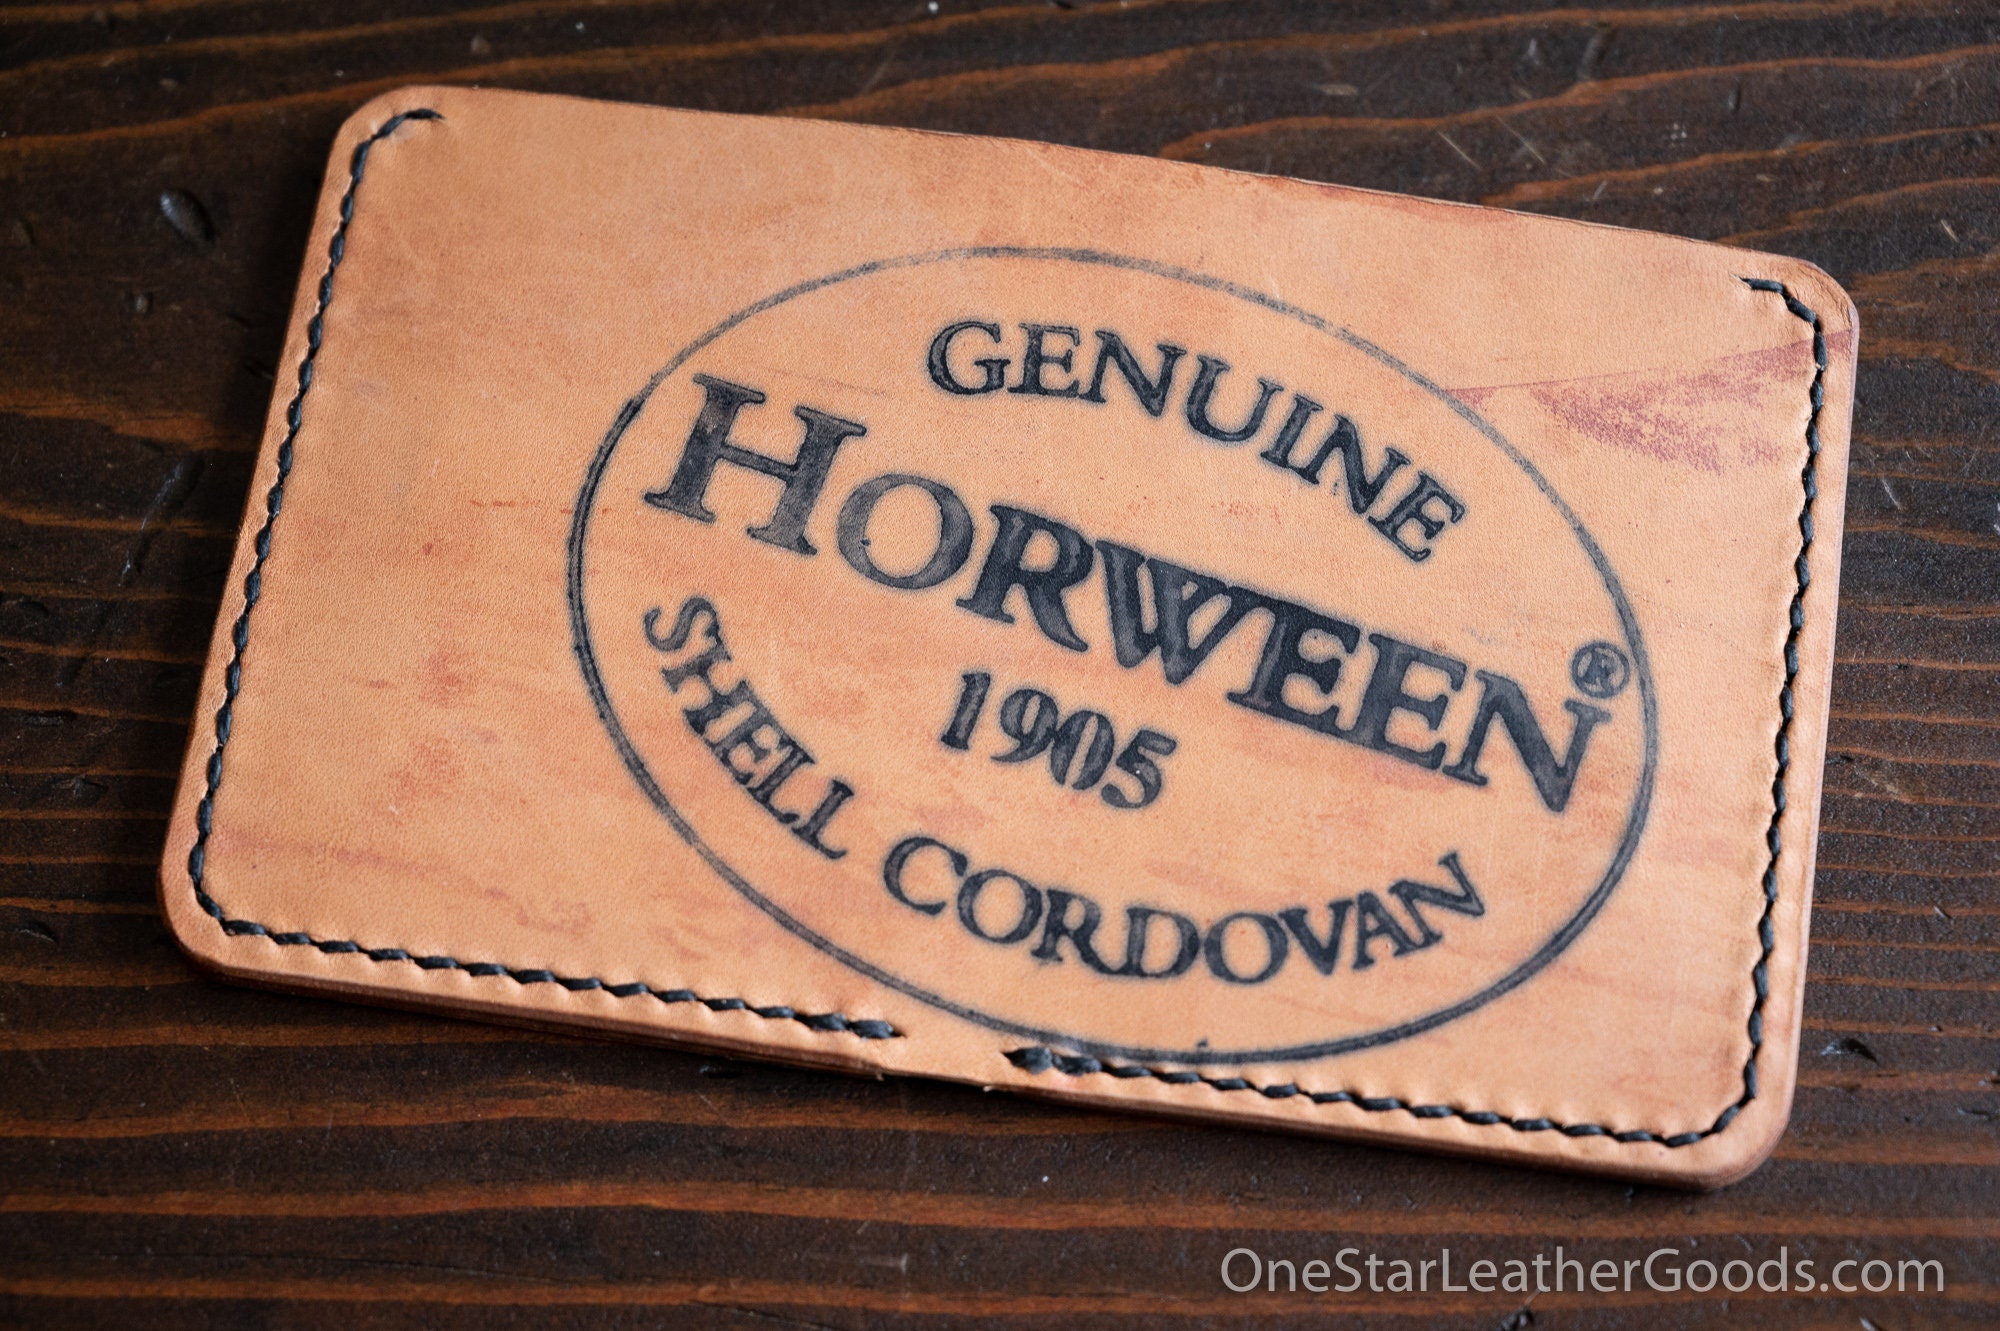 GENUINE
HORWEEN®
1905
SHELL CORDOVAN
OneStarLeatherGoods.com